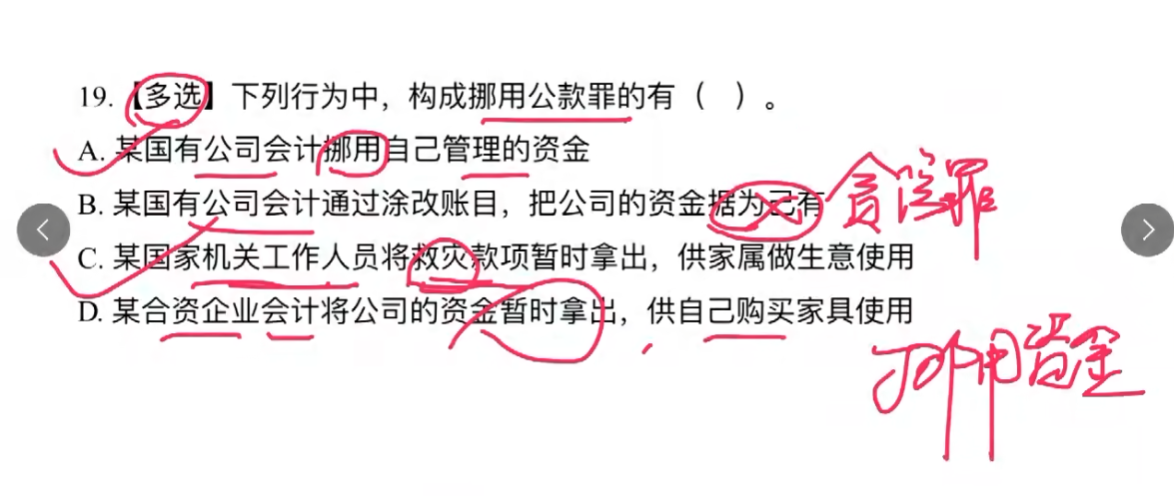 19.【多选】下列行为中，构成挪用公款罪的有（ ）。
A. 某国有公司会计挪用自己管理的资金
B. 某国有公司会计通过涂改账目，把公司的资金据为己有
贪污罪
C. 某国家机关工作人员将救灾款项暂时拿出，供家属做生意使用
D. 某合资企业会计将公司的资金暂时拿出，供自己购买家具使用
挪用资金